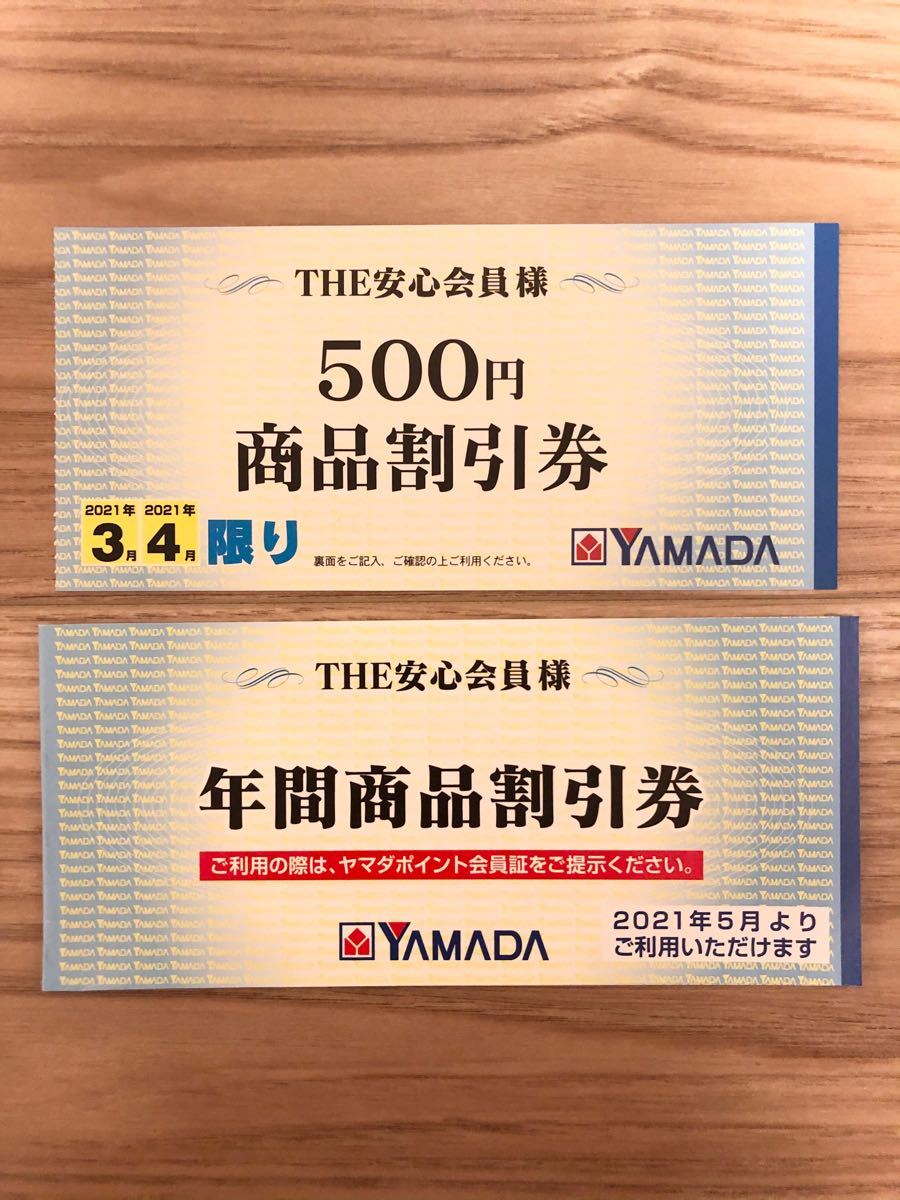 THE安心会員様
500円
商品割引券
2021年 2021年
3月 4月 限り
裏面をご記入、ご確認の上ご利用ください。
YAMADA
THE安心会員様
年間商品割引券
ご利用の際は、ヤマダポイント会員証をご提示ください。
YAMADA
2021年5月より
ご利用いただけます